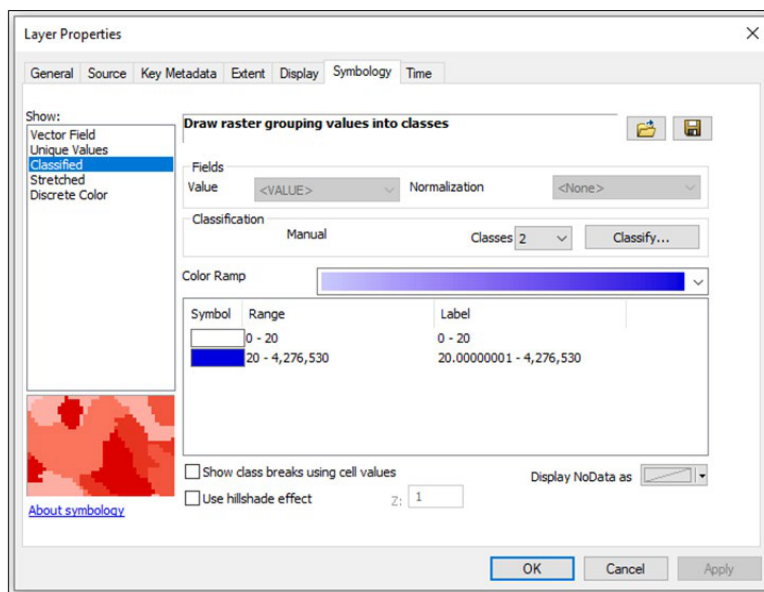 Layer Properties
General Source Key Metadata Extent Display Symbology Time
Show:
Vector Field
Unique Values
Classified
Stretched
Discrete Color
Draw raster grouping values into classes
Fields
Value <VALUE> Normalization <None>
Classification
Manual Classes 2 Classify...
Color Ramp
Symbol Range Label
0 - 20 0 - 20
20 - 4,276,530 20.00000001 - 4,276,530
Show class breaks using cell values Display NoData as
Use hillshade effect Z: 1
About symbology
OK Cancel Apply